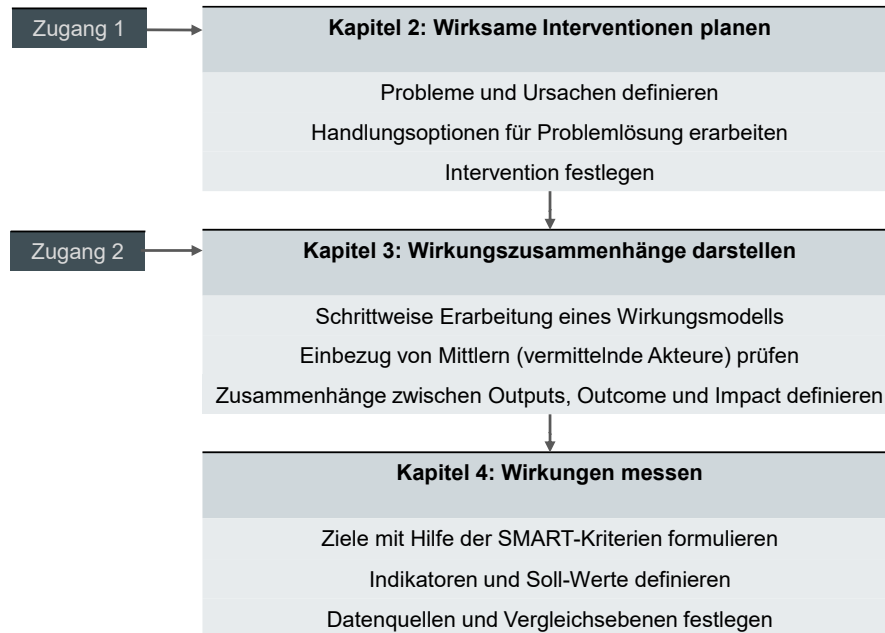 Zugang 1
Kapitel 2: Wirksame Interventionen planen
Probleme und Ursachen definieren
Handlungsoptionen für Problemlösung erarbeiten
Intervention festlegen
Zugang 2
Kapitel 3: Wirkungszusammenhänge darstellen
Schrittweise Erarbeitung eines Wirkungsmodells
Einbezug von Mittlern (vermittelnde Akteure) prüfen
Zusammenhänge zwischen Outputs, Outcome und Impact definieren
Kapitel 4: Wirkungen messen
Ziele mit Hilfe der SMART-Kriterien formulieren
Indikatoren und Soll-Werte definieren
Datenquellen und Vergleichsebenen festlegen